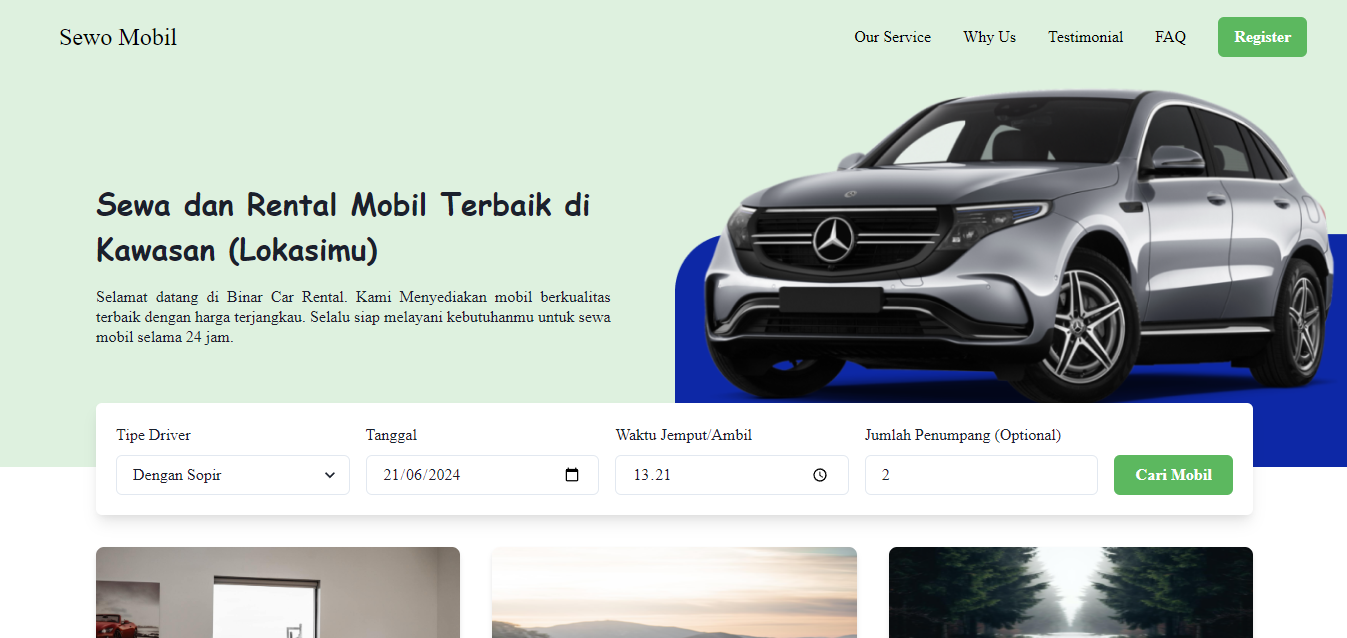 Sewo Mobil
Our Service
Why Us
Testimonial
FAQ
Register
Sewa dan Rental Mobil Terbaik di
Kawasan (Lokasimu)
Selamat datang di Binar Car Rental. Kami Menyediakan mobil berkualitas
terbaik dengan harga terjangkau. Selalu siap melayani kebutuhanmu untuk sewa
mobil selama 24 jam.
Tipe Driver
Tanggal
Waktu Jemput/Ambil
Jumlah Penumpang (Optional)
Dengan Sopir
21/06/2024
13.21
2
Cari Mobil